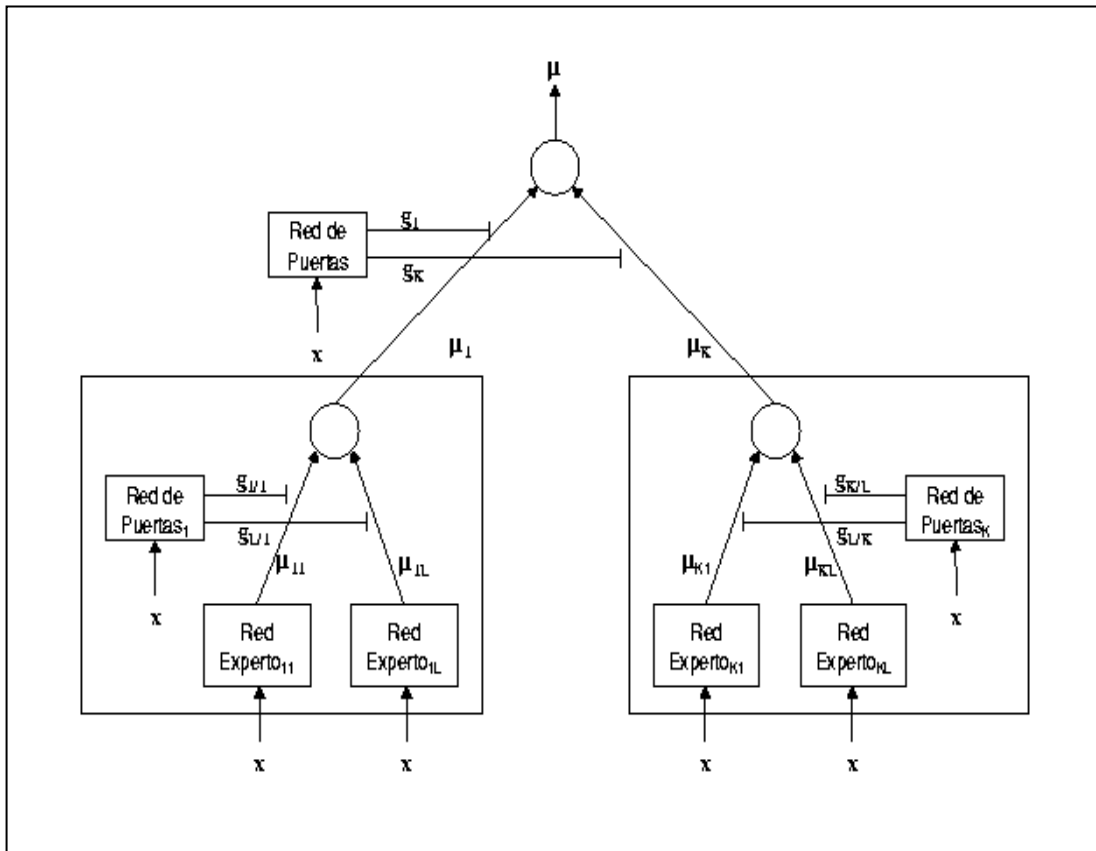 μ
Red de
Puertas
g1
gK
x
μ1
μK
Red de
Puertas1
g1/1
gL/1
x
μ11
μ1L
Red
Experto11
Red
Experto1L
x
x
gK/L
gL/K
Red de
PuertasK
x
μK1
μKL
Red
ExpertoK1
Red
ExpertoKL
x
x